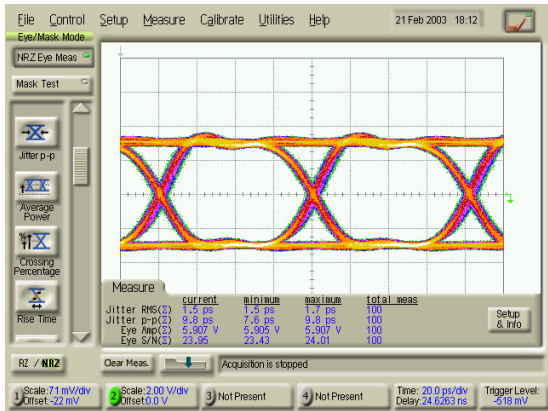 File Control Setup Measure Calibrate Utilities Help 21 Feb 2003 18:12
Eye/Mask Mode
NRZ Eye Meas
Mask Test
Jitter p-p
Average
Power
Crossing
Percentage
Rise Time
Measure
current minimum maximum total meas
Jitter RMS(Σ) 1.5 ps 1.5 ps 1.7 ps 100
Jitter p-p(Σ) 9.8 ps 7.6 ps 9.8 ps 100
Eye Amp(Σ) 5.907 V 5.905 V 5.907 V 100
Eye S/N(Σ) 23.95 23.43 24.01 100
Setup
& Info
RZ / NRZ
Clear Meas.
Acquisition is stopped
1 Scale:71 mV/div
Offset:-22 mV
2 Scale:2.00 V/div
Offset:0.0 V
3 Not Present
4 Not Present
Time: 20.0 ps/div
Delay:24.6263 ns
Trigger Level:
-518 mV